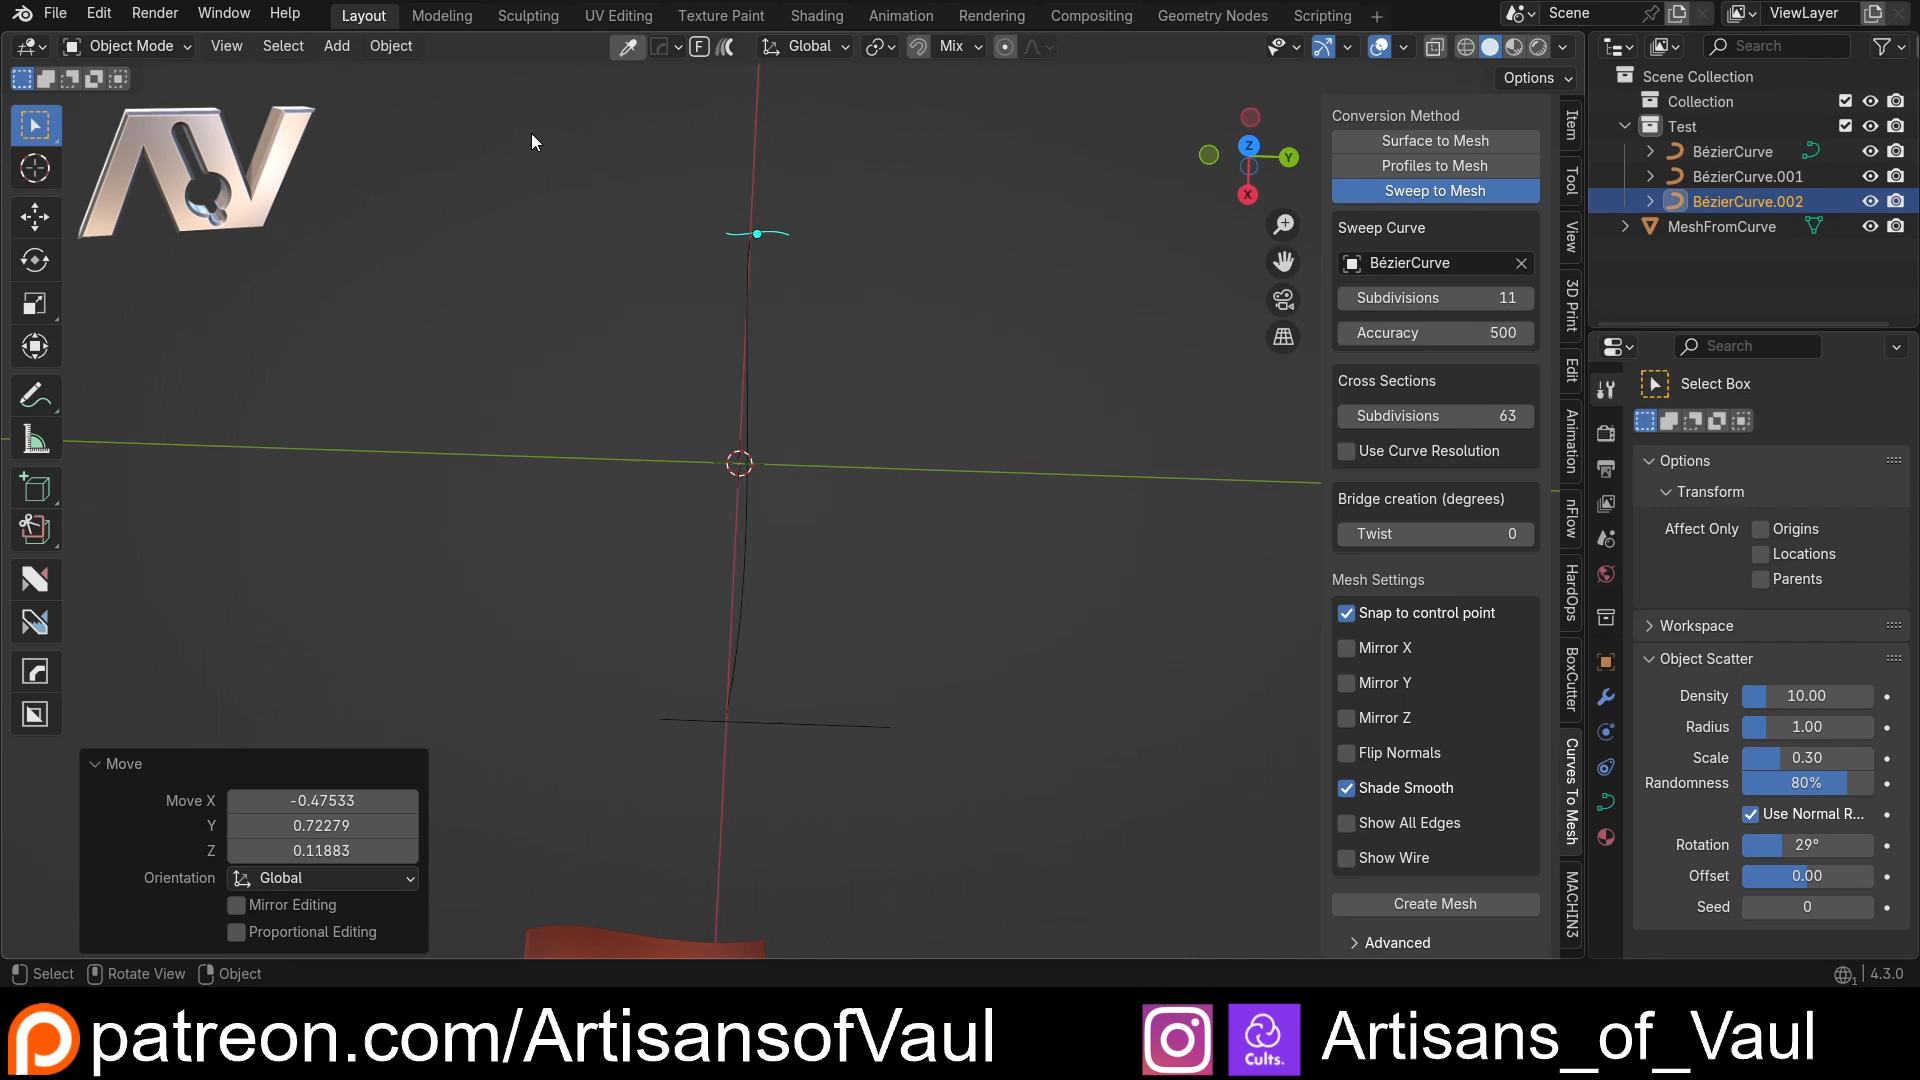 File Edit Render Window Help Layout Modeling Sculpting UV Editing Texture Paint Shading Animation Rendering Compositing Geometry Nodes Scripting + Scene ViewLayer
Object Mode View Select Add Object F Global Mix Search
Options
AV
Z
Y
X
Conversion Method
Surface to Mesh
Profiles to Mesh
Sweep to Mesh
Sweep Curve
BézierCurve
Subdivisions 11
Accuracy 500
Cross Sections
Subdivisions 63
Use Curve Resolution
Bridge creation (degrees)
Twist 0
Mesh Settings
Snap to control point
Mirror X
Mirror Y
Mirror Z
Flip Normals
Shade Smooth
Show All Edges
Show Wire
Create Mesh
Advanced
Item
Tool
View
3D Print
Edit
Animation
nFlow
HardOps
BoxCutter
Curves To Mesh
MACHIN3
Scene Collection
Collection
Test
BézierCurve
BézierCurve.001
BézierCurve.002
MeshFromCurve
Search
Select Box
Options
Transform
Affect Only Origins
Locations
Parents
Workspace
Object Scatter
Density 10.00
Radius 1.00
Scale 0.30
Randomness 80%
Use Normal R...
Rotation 29°
Offset 0.00
Seed 0
Move
Move X -0.47533
Y 0.72279
Z 0.11883
Orientation Global
Mirror Editing
Proportional Editing
Select Rotate View Object 4.3.0
patreon.com/ArtisansofVaul Cults. Artisans_of_Vaul